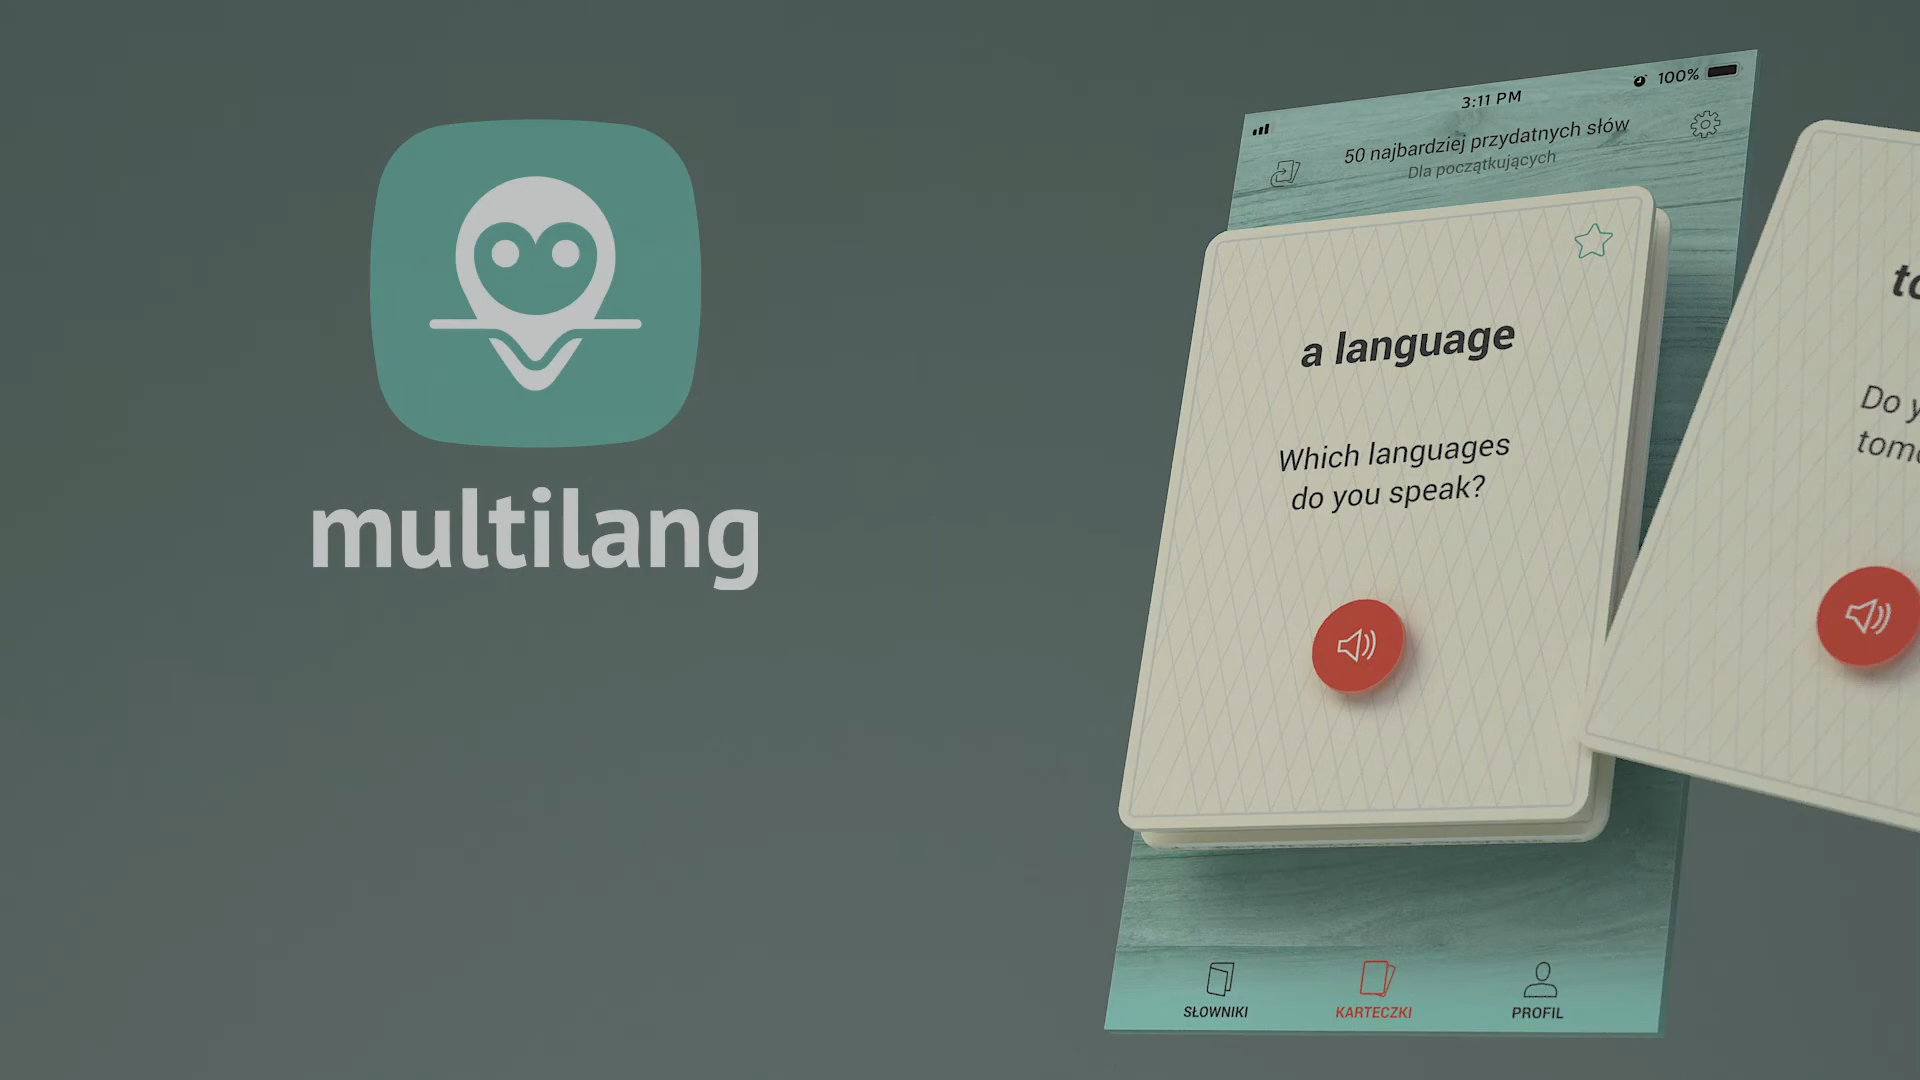 multilang
3:11 PM
100%
50 najbardziej przydatnych słów
Dla początkujących
a language
Which languages
do you speak?
SŁOWNIKI
KARTECZKI
PROFIL
Do